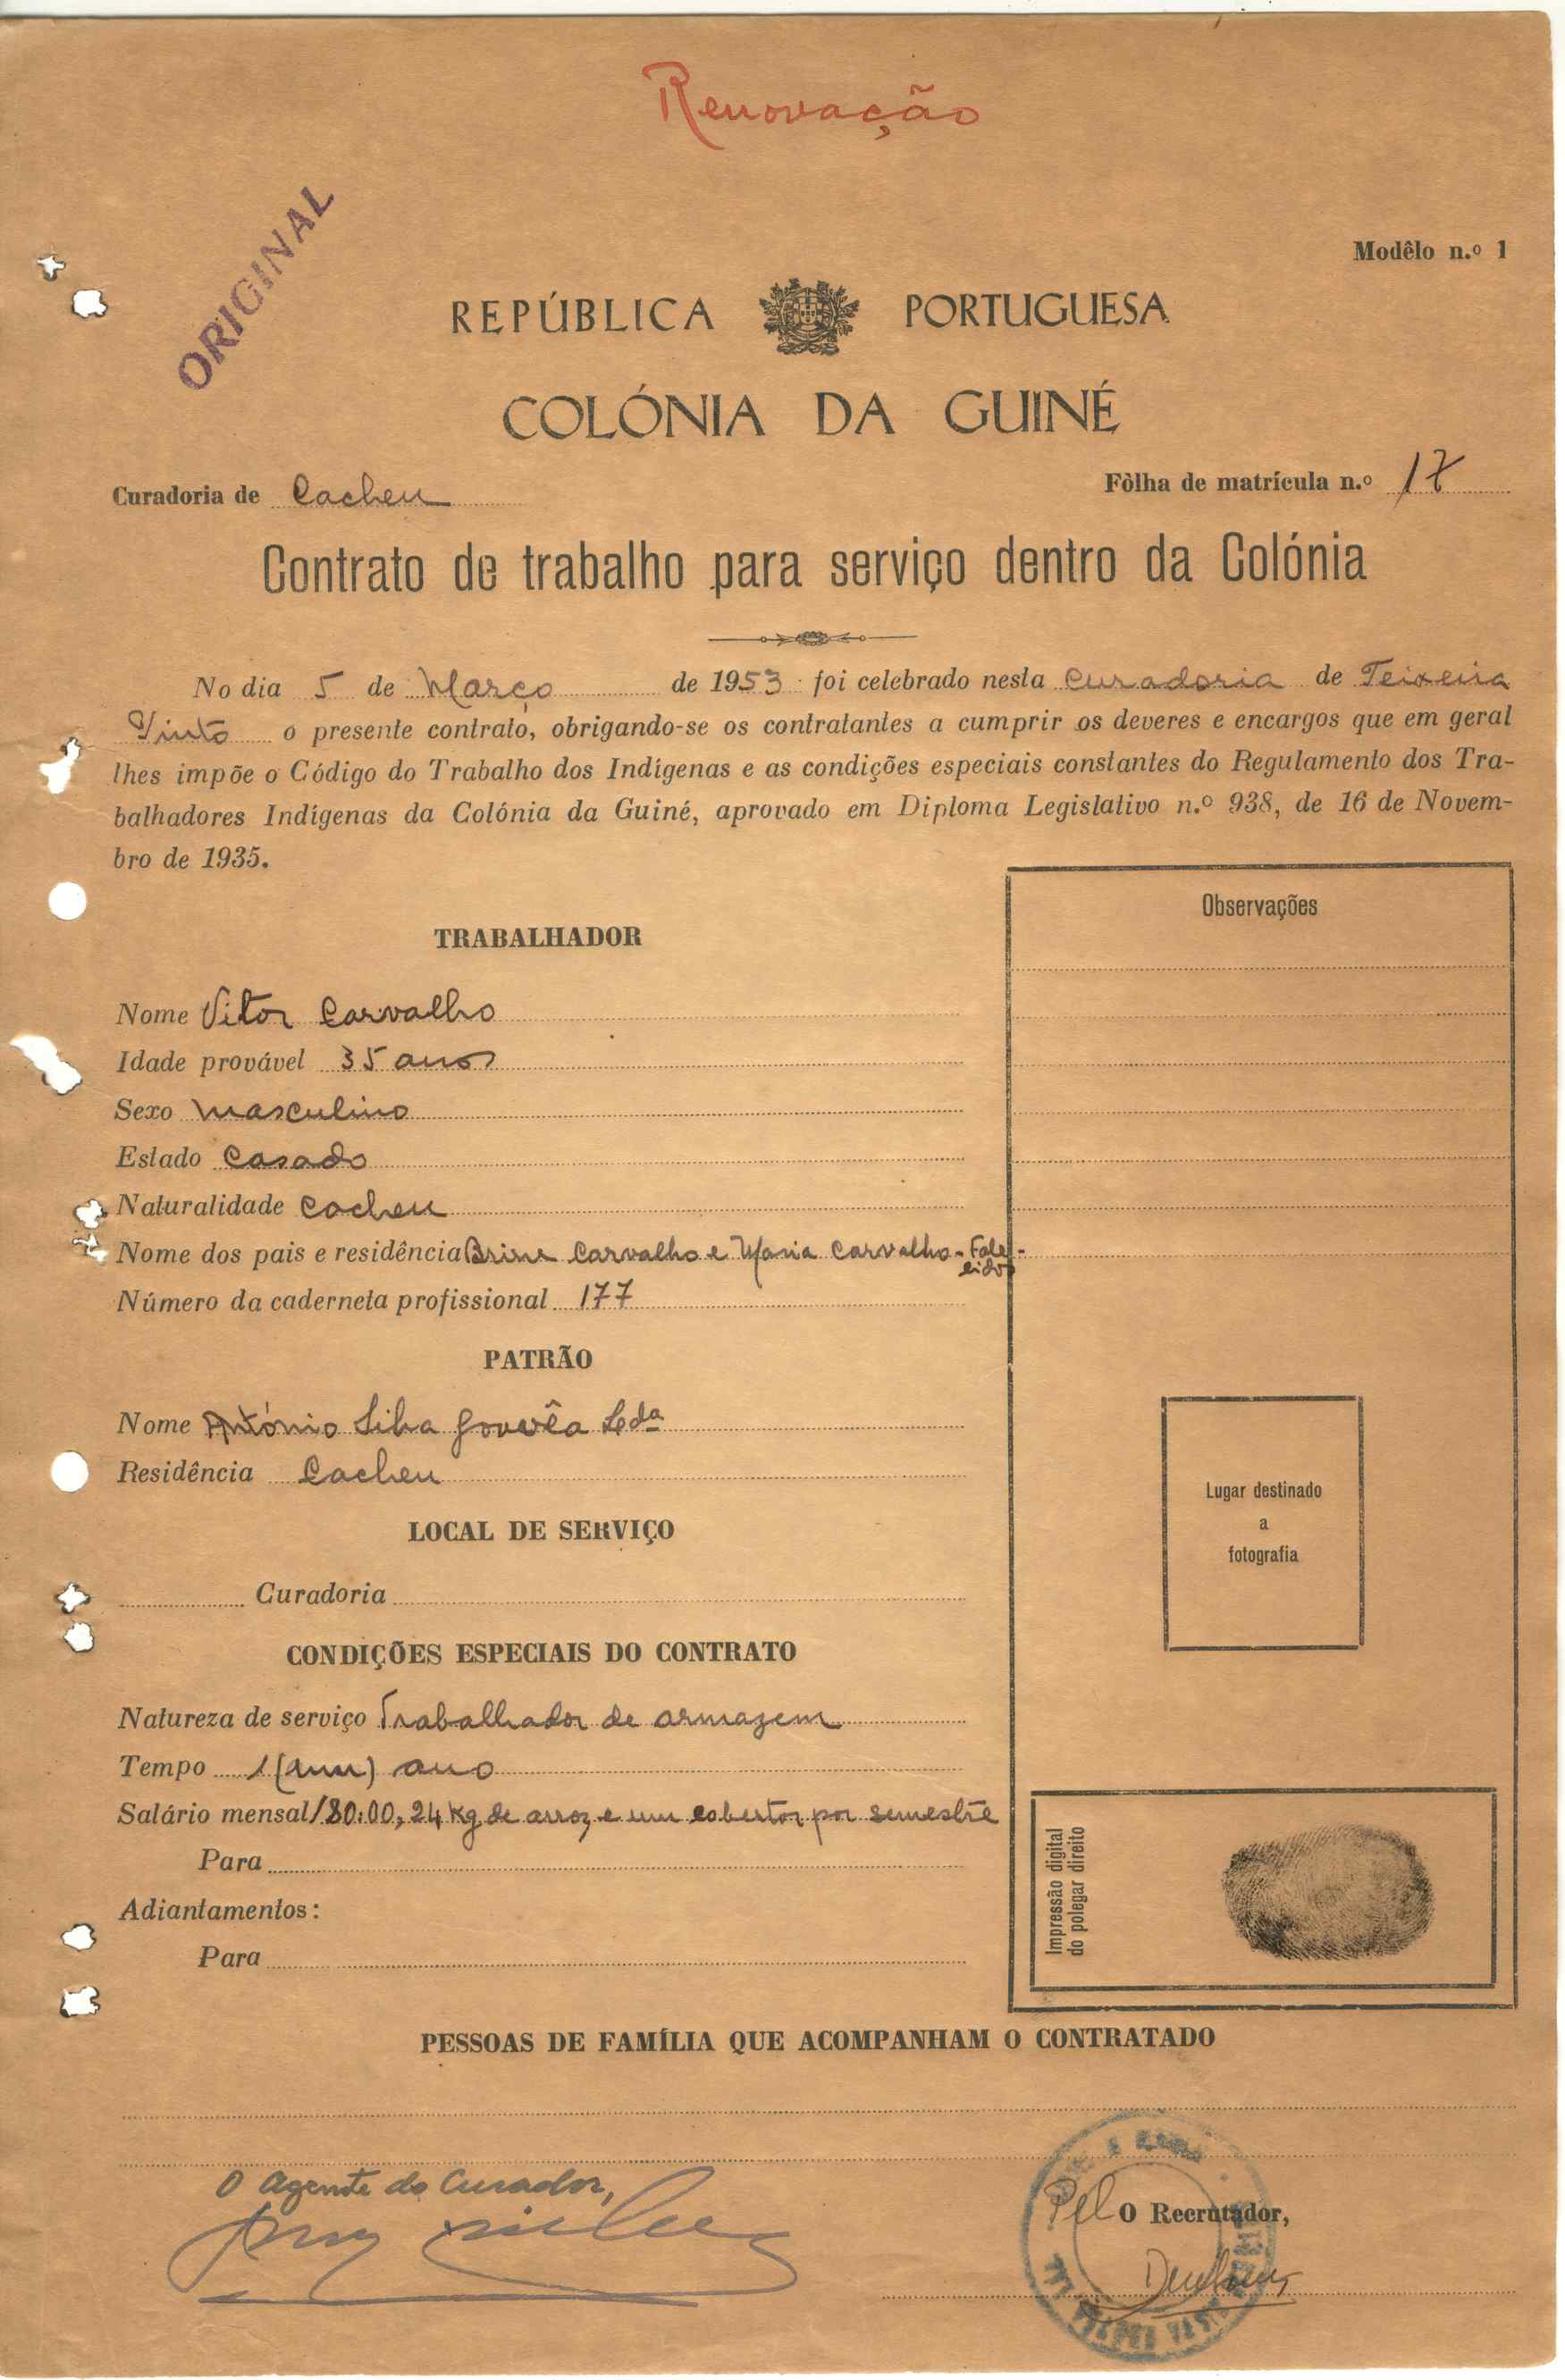 Renovação
ORIGINAL
Modêlo n.º 1
REPÚBLICA PORTUGUESA
COLÓNIA DA GUINÉ
Curadoria de Cacheu
Fôlha de matrícula n.º 17
Contrato de trabalho para serviço dentro da Colónia
No dia 5 de Março de 1953 foi celebrado nesta Curadoria de Teixeira
Pinto o presente contrato, obrigando-se os contratantes a cumprir os deveres e encargos que em geral
lhes impõe o Código do Trabalho dos Indígenas e as condições especiais constantes do Regulamento dos Tra-
balhadores Indígenas da Colónia da Guiné, aprovado em Diploma Legislativo n.º 938, de 16 de Novem-
bro de 1935.
Observações
TRABALHADOR
Nome Vitor Carvalho
Idade provável 35 anos
Sexo Masculino
Estado Casado
Naturalidade Cacheu
Nome dos pais e residência Carvalho e Maria Carvalho - Fale-
cidos
Número da caderneta profissional 177
PATRÃO
Nome António Silva Gouvêa Lda
Residência Cacheu
Lugar destinado
a
fotografia
LOCAL DE SERVIÇO
Curadoria
CONDIÇÕES ESPECIAIS DO CONTRATO
Natureza de serviço Trabalhador de armazem
Tempo 1 (um) ano
Salário mensal 180:00, 24 kg de arroz e um cobertor por semestre
Para
Adiantamentos:
Para
Impressão digital
do polegar direito
PESSOAS DE FAMÍLIA QUE ACOMPANHAM O CONTRATADO
O Agente do Curador,
Pel O Recrutador,